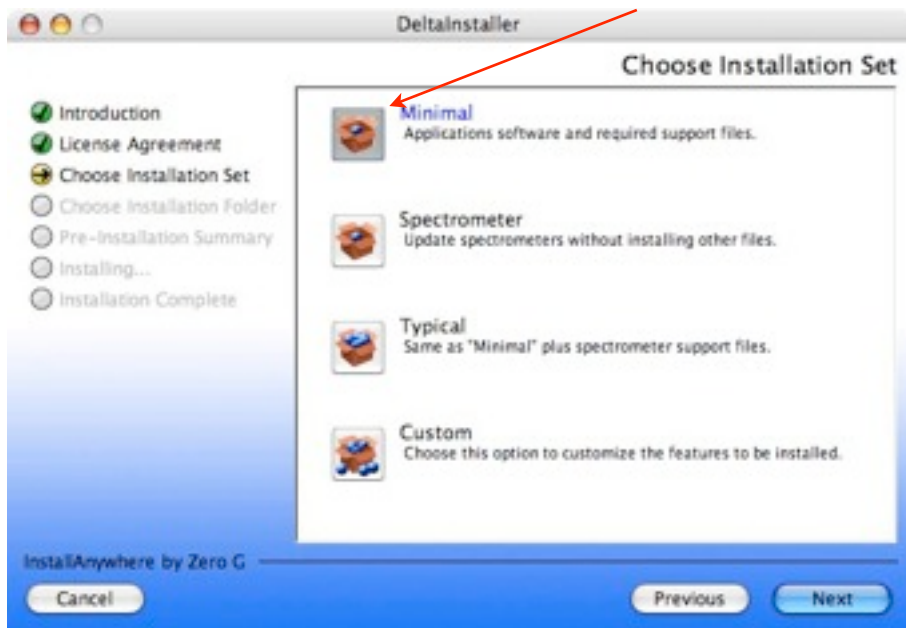 DeltaInstaller
Choose Installation Set
Introduction
License Agreement
Choose Installation Set
Choose Installation Folder
Pre-Installation Summary
Installing...
Installation Complete
Minimal
Applications software and required support files.
Spectrometer
Update spectrometers without installing other files.
Typical
Same as "Minimal" plus spectrometer support files.
Custom
Choose this option to customize the features to be installed.
InstallAnywhere by Zero G
Cancel
Previous
Next